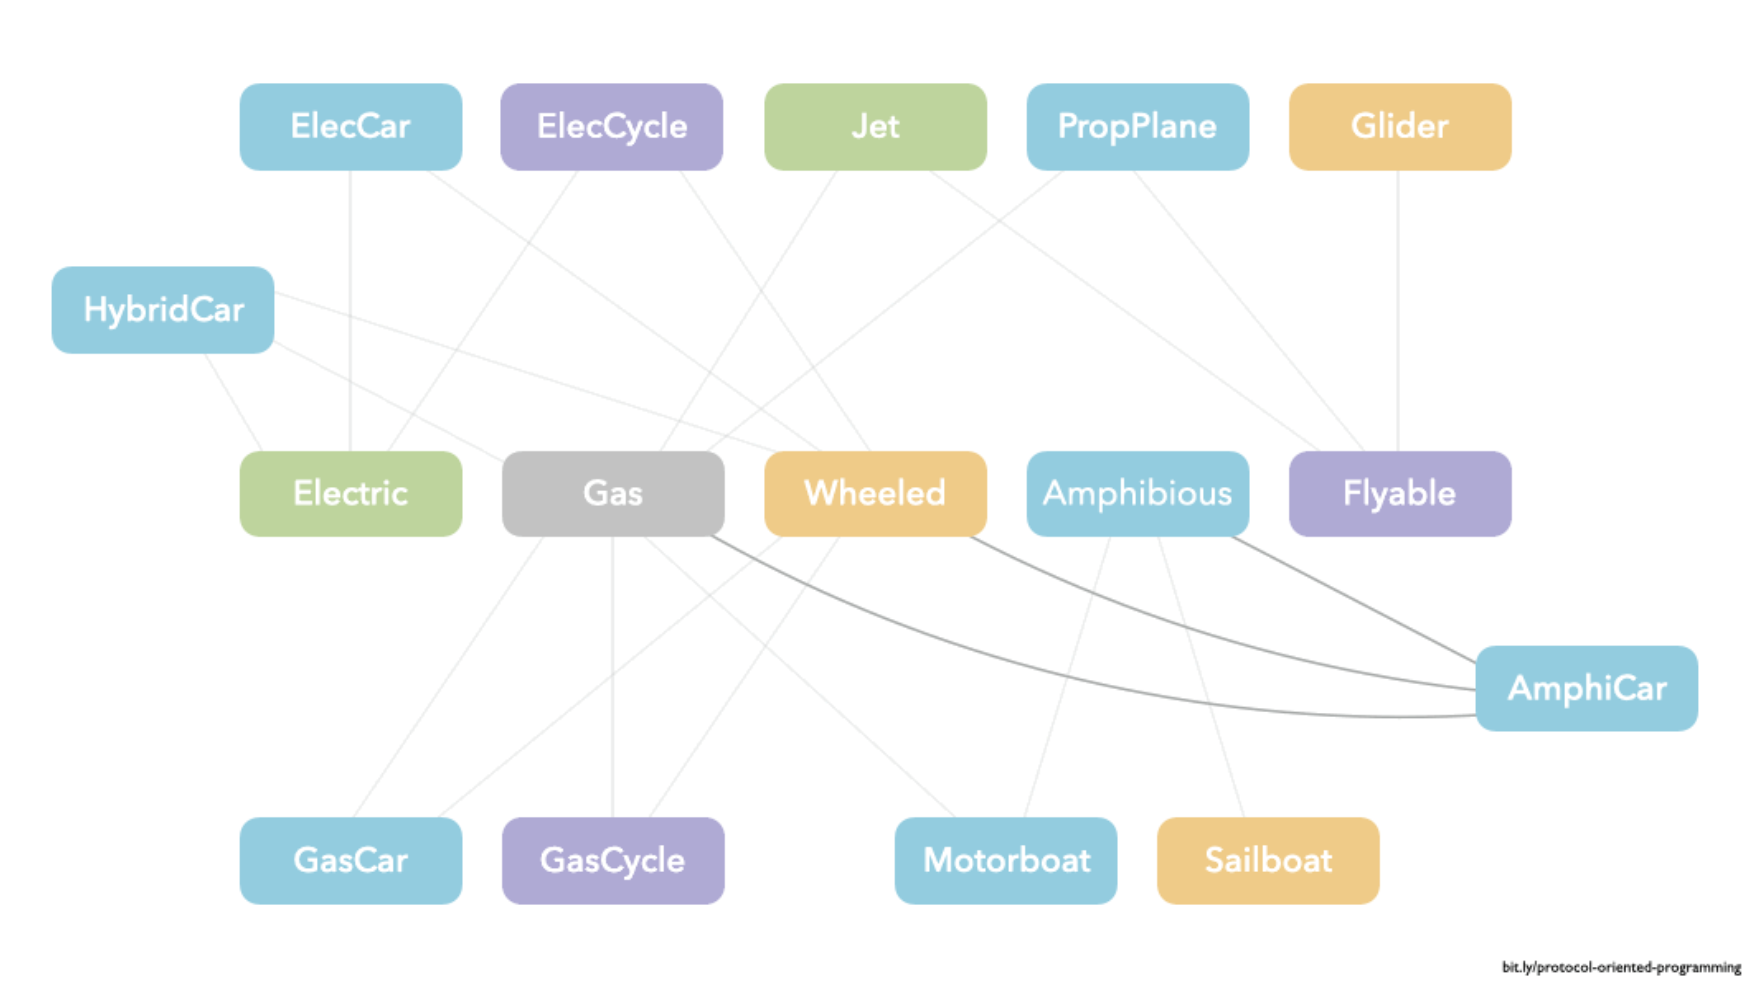 ElecCar
ElecCycle
Jet
PropPlane
Glider
HybridCar
Electric
Gas
Wheeled
Amphibious
Flyable
AmphiCar
GasCar
GasCycle
Motorboat
Sailboat
bit.ly/protocol-oriented-programming